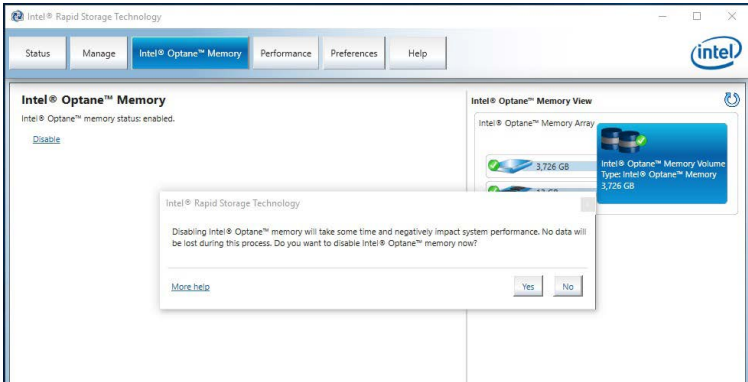 Intel® Rapid Storage Technology
Status
Manage
Intel® Optane™ Memory
Performance
Preferences
Help
intel
Intel® Optane™ Memory
Intel® Optane™ memory status: enabled.
Disable
Intel® Optane™ Memory View
Intel® Optane™ Memory Array
3,726 GB
Intel® Optane™ Memory Volume
Type: Intel® Optane™ Memory
3,726 GB
Intel® Rapid Storage Technology
Disabling Intel® Optane™ memory will take some time and negatively impact system performance. No data will
be lost during this process. Do you want to disable Intel® Optane™ memory now?
More help
Yes
No